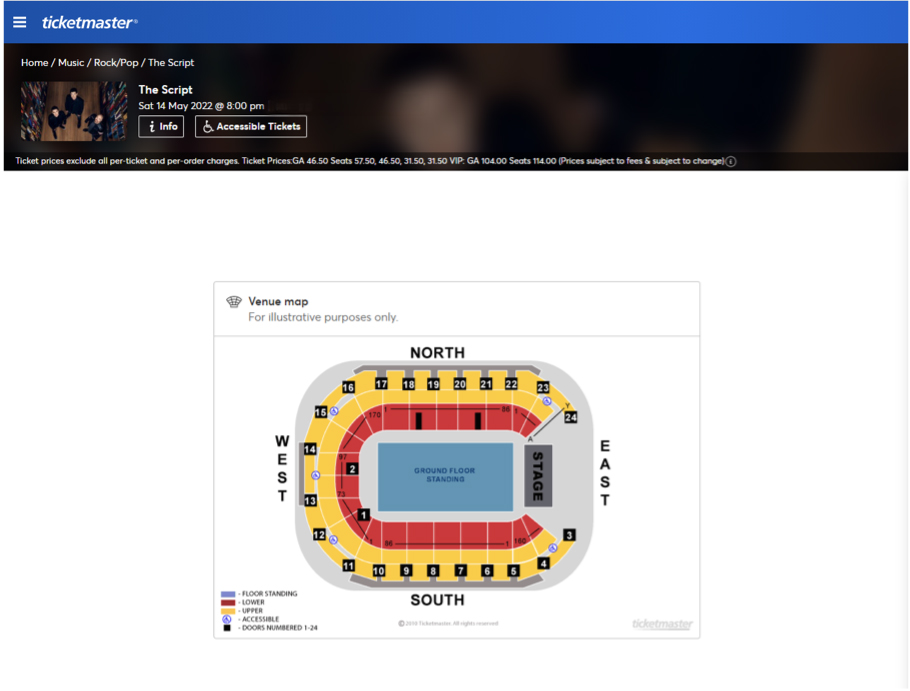 ticketmaster®
Home / Music / Rock/Pop / The Script
The Script
Sat 14 May 2022 @ 8:00 pm
i Info
Accessible Tickets
Ticket prices exclude all per-ticket and per-order charges. Ticket Prices:GA 46.50 Seats 57.50, 46.50, 31.50, 31.50 VIP: GA 104.00 Seats 114.00 (Prices subject to fees & subject to change) i
Venue map
For illustrative purposes only.
NORTH
16 17 18 19 20 21 22 23
15 170 1 86 1 Y 24
A
WEST
14 97 2
13 73
GROUND FLOOR
STANDING
STAGE
EAST
1
12 1 86 1 160 3
11 10 9 8 7 6 5 4
SOUTH
- FLOOR STANDING
- LOWER
- UPPER
- ACCESSIBLE
- DOORS NUMBERED 1-24
© 2019 Ticketmaster. All rights reserved
ticketmaster